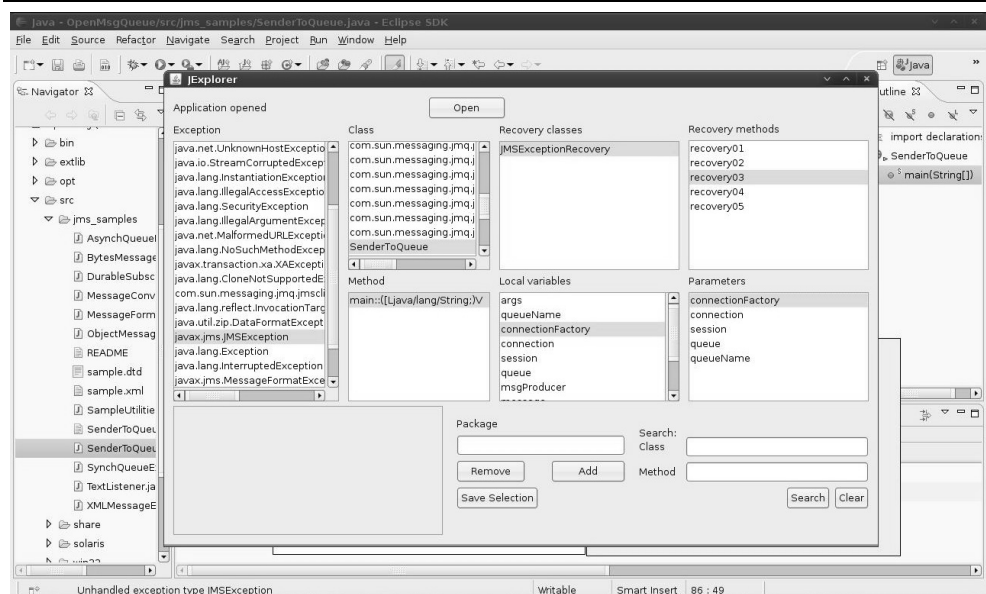 Java - OpenMsgQueue/src/jms_samples/SenderToQueue.java - Eclipse SDK
File Edit Source Refactor Navigate Search Project Run Window Help
Java
Navigator
utline
bin
extlib
opt
src
jms_samples
AsynchQueueI
BytesMessage
DurableSubsc
MessageConv
MessageForm
ObjectMessag
README
sample.dtd
sample.xml
SampleUtilitie
SenderToQueu
SenderToQueu
SynchQueueE
TextListener.ja
XMLMessageE
share
solaris
import declarations
SenderToQueue
main(String[])
JExplorer
Application opened
Open
Exception
java.net.UnknownHostExceptio
java.io.StreamCorruptedExcep
java.lang.InstantiationException
java.lang.IllegalAccessExceptio
java.lang.SecurityException
java.lang.IllegalArgumentExcep
java.net.MalformedURLExcepti
java.lang.NoSuchMethodExcep
javax.transaction.xa.XAExcepti
java.lang.CloneNotSupportedE
com.sun.messaging.jmq.jmscli
java.lang.reflect.InvocationTarg
java.util.zip.DataFormatExcept
javax.jms.JMSException
java.lang.Exception
java.lang.InterruptedException
javax.jms.MessageFormatExce
Class
com.sun.messaging.jmq.j
com.sun.messaging.jmq.j
com.sun.messaging.jmq.j
com.sun.messaging.jmq.j
com.sun.messaging.jmq.j
com.sun.messaging.jmq.j
com.sun.messaging.jmq.j
SenderToQueue
Recovery classes
JMSExceptionRecovery
Recovery methods
recovery01
recovery02
recovery03
recovery04
recovery05
Method
main::([Ljava/lang/String;)V
Local variables
args
queueName
connectionFactory
connection
session
queue
msgProducer
Parameters
connectionFactory
connection
session
queue
queueName
Package
Remove
Add
Save Selection
Search:
Class
Method
Search
Clear
Unhandled exception type JMSException
Writable
Smart Insert
86 : 49